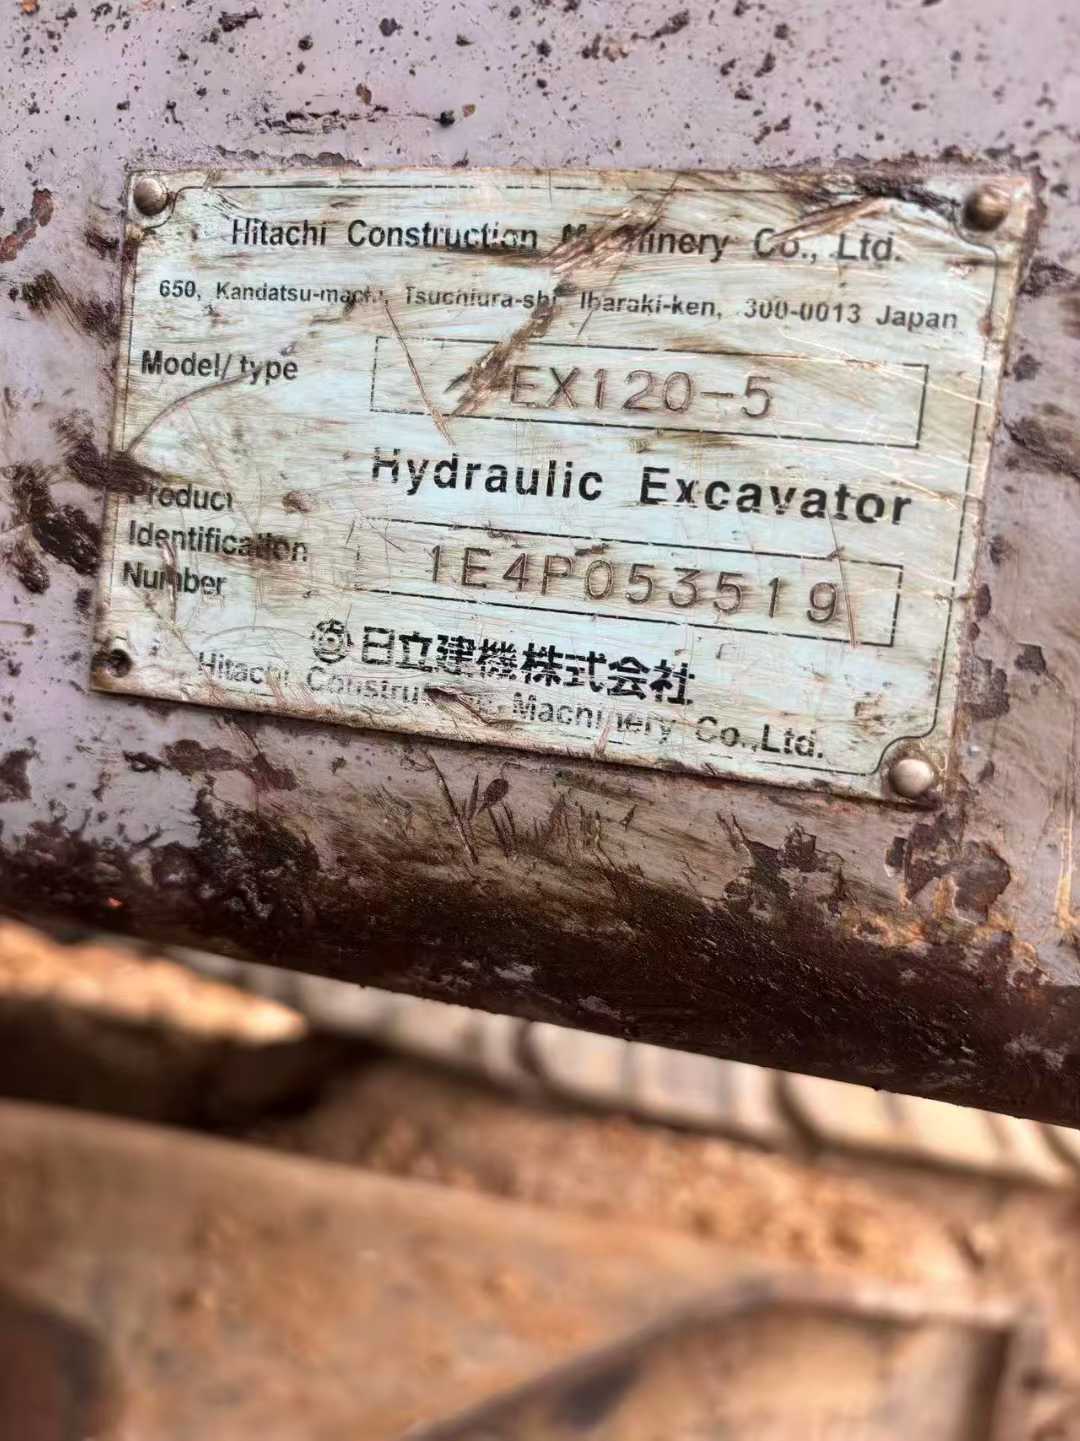 Hitachi Construction Machinery Co., Ltd.
650, Kandatsu-machi, Tsuchiura-shi, Ibaraki-ken, 300-0013 Japan
Model/type EX120-5
Hydraulic Excavator
Product
Identification
Number 1E4P053519
日立建機株式会社
Hitachi Construction Machinery Co.,Ltd.